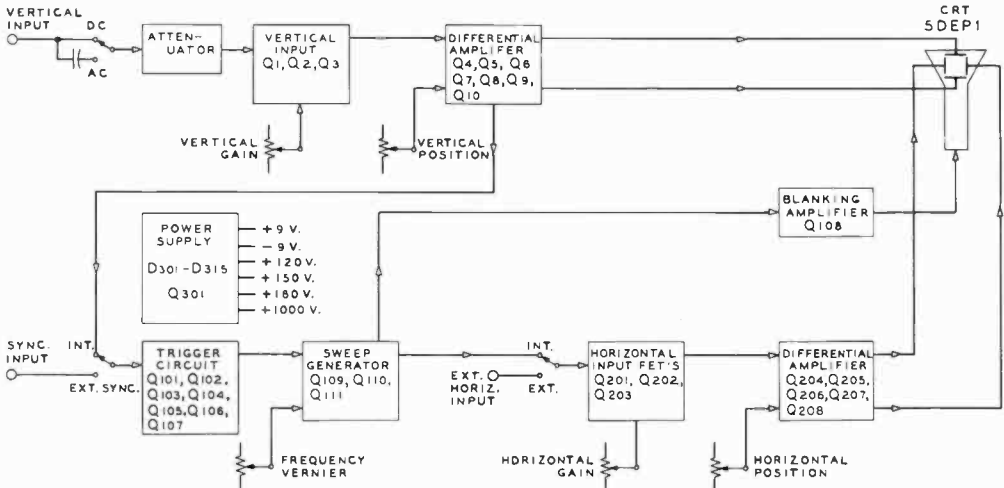 VERTICAL
INPUT
DC
AC
ATTEN-
UATOR
VERTICAL
INPUT
Q1, Q2, Q3
DIFFERENTIAL
AMPLIFER
Q4, Q5, Q6
Q7, Q8, Q9,
Q10
CRT
5DEP1
VERTICAL
GAIN
VERTICAL
POSITION
POWER
SUPPLY
D301-D315
Q301
+9 V.
-9 V.
+120 V.
+150 V.
+180 V.
+1000 V.
BLANKING
AMPLIFIER
Q108
SYNC.
INPUT
INT.
EXT. SYNC.
TRIGGER
CIRCUIT
Q101, Q102,
Q103, Q104,
Q105, Q106,
Q107
SWEEP
GENERATOR
Q109, Q110,
Q111
INT.
EXT.
HORIZ.
INPUT
EXT.
HORIZONTAL
INPUT FET'S
Q201, Q202,
Q203
DIFFERENTIAL
AMPLIFIER
Q204, Q205,
Q206, Q207,
Q208
FREQUENCY
VERNIER
HORIZONTAL
GAIN
HORIZONTAL
POSITION